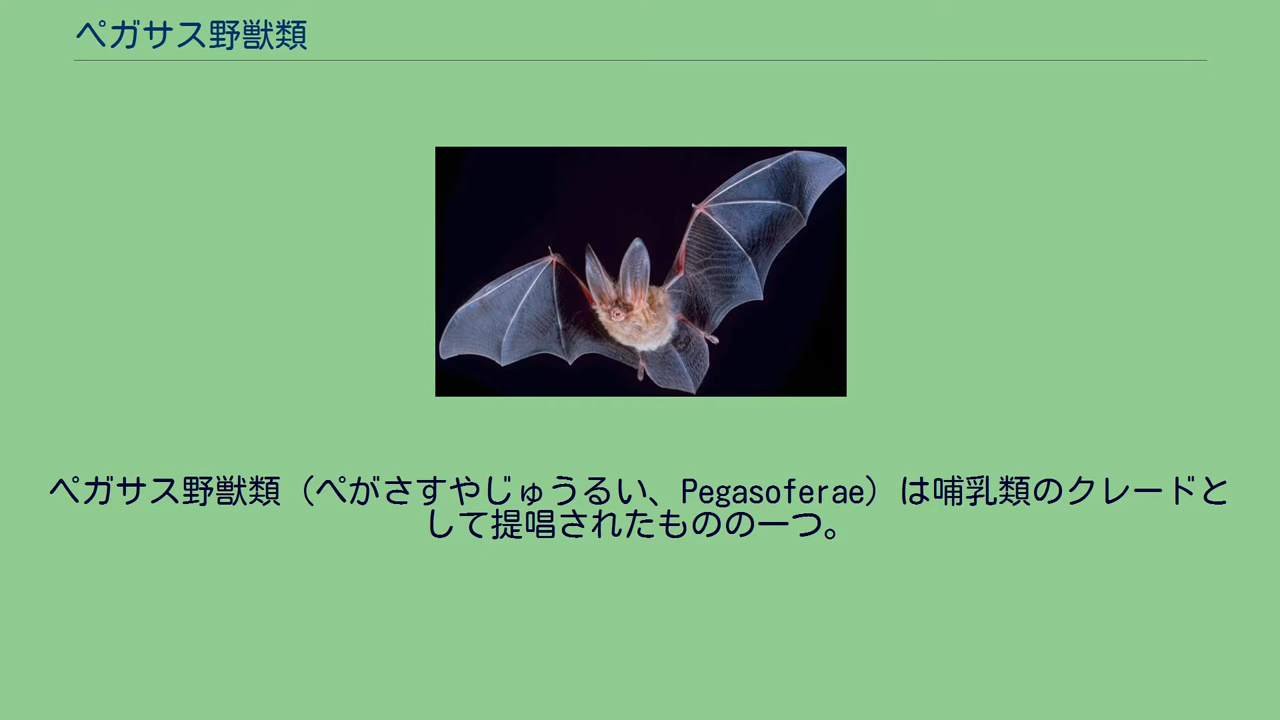 ペガサス野獣類
ペガサス野獣類（ぺがさすやじゅうるい、Pegasoferae）は哺乳類のクレードと
して提唱されたものの一つ。